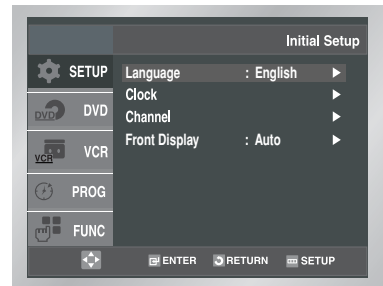 Initial Setup
SETUP
Language : English ►
Clock ►
DVD DVD
Channel ►
Front Display : Auto ►
VCR VCR
PROG
FUNC
ENTER RETURN SETUP